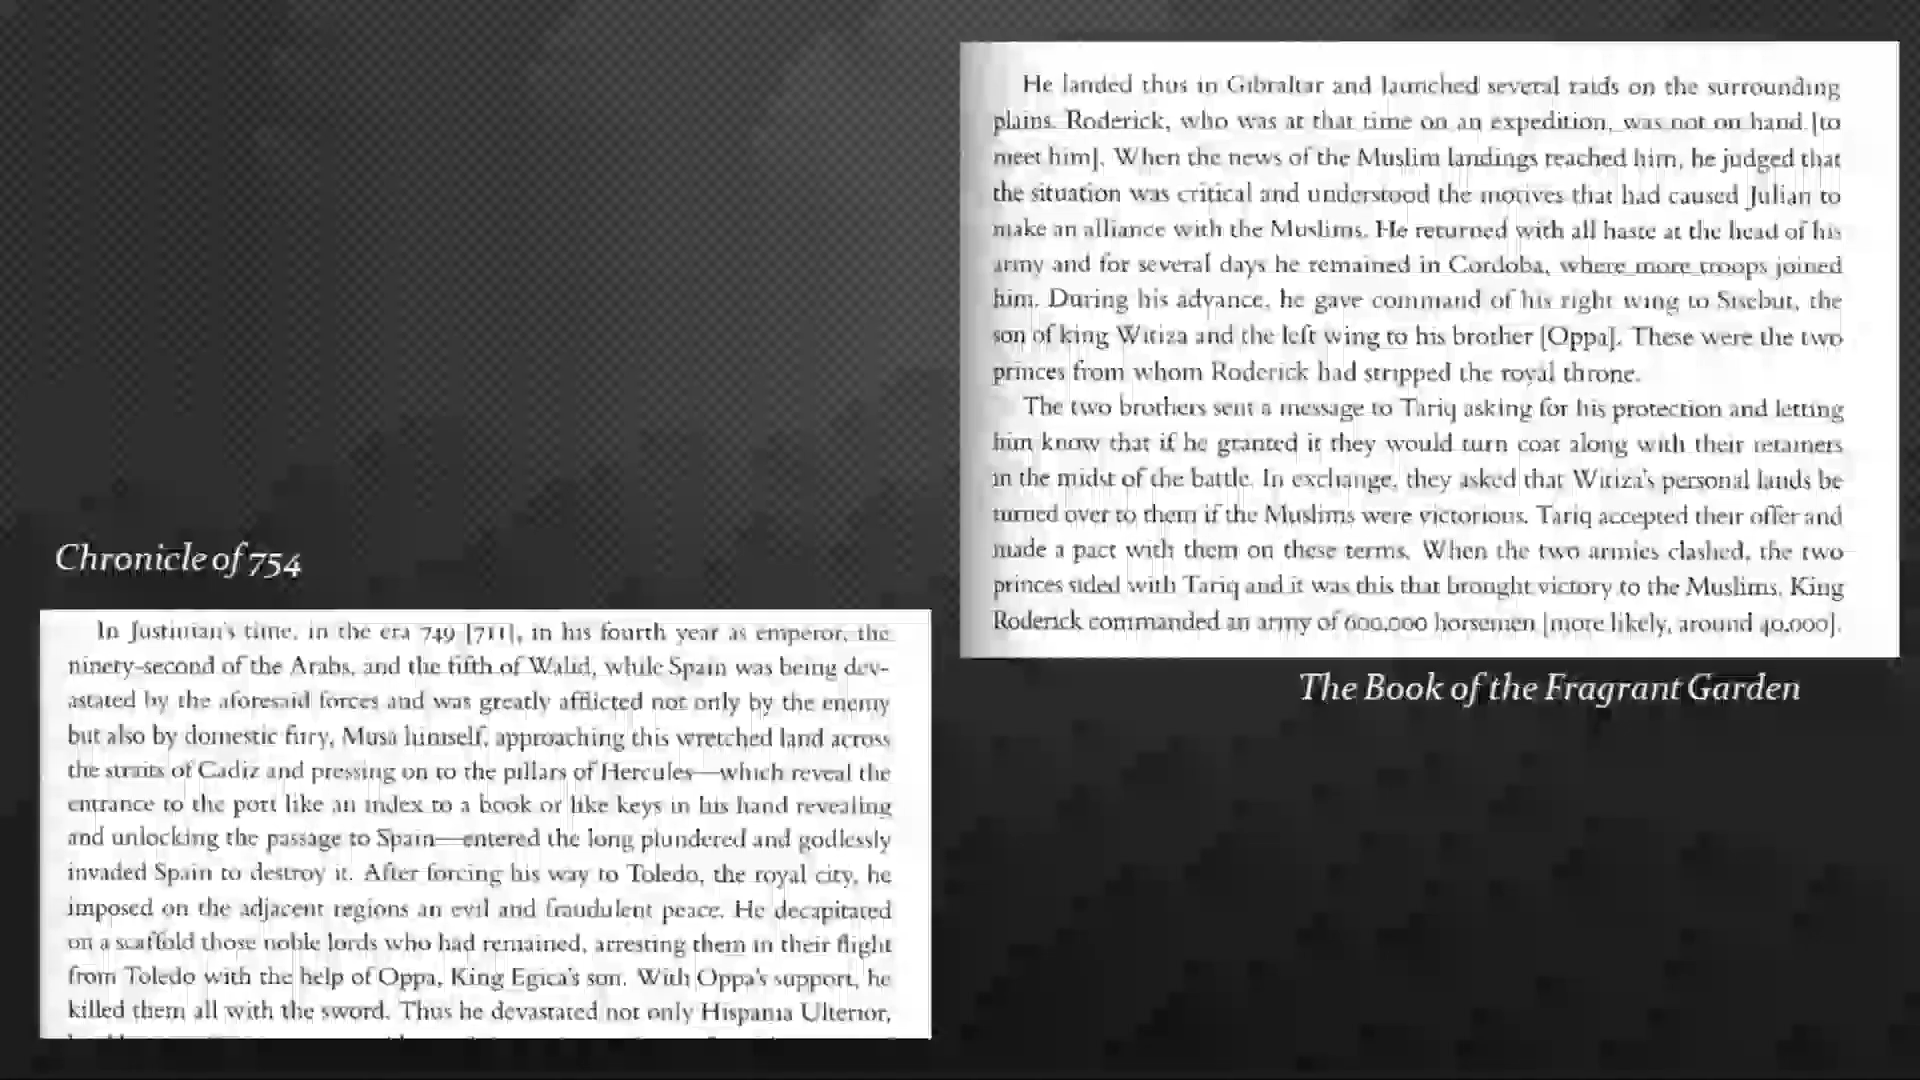 He landed thus in Gibraltar and launched several raids on the surrounding
plains. Roderick, who was at that time on an expedition, was not on hand [to
meet him]. When the news of the Muslim landings reached him, he judged that
the situation was critical and understood the motives that had caused Julian to
make an alliance with the Muslims. He returned with all haste at the head of his
army and for several days he remained in Cordoba, where more troops joined
him. During his advance, he gave command of his right wing to Sisebut, the
son of king Witiza and the left wing to his brother [Oppa]. These were the two
princes from whom Roderick had stripped the royal throne.
The two brothers sent a message to Tariq asking for his protection and letting
him know that if he granted it they would turn coat along with their retainers
in the midst of the battle. In exchange, they asked that Witiza's personal lands be
turned over to them if the Muslims were victorious. Tariq accepted their offer and
made a pact with them on these terms. When the two armies clashed, the two
princes sided with Tariq and it was this that brought victory to the Muslims. King
Roderick commanded an army of 600,000 horsemen [more likely, around 40,000].
The Book of the Fragrant Garden
Chronicle of 754
In Justinian's time, in the era 749 [711], in his fourth year as emperor, the
ninety-second of the Arabs, and the fifth of Walid, while Spain was being dev-
astated by the aforesaid forces and was greatly afflicted not only by the enemy
but also by domestic fury, Musa himself, approaching this wretched land across
the straits of Cadiz and pressing on to the pillars of Hercules—which reveal the
entrance to the port like an index to a book or like keys in his hand revealing
and unlocking the passage to Spain—entered the long plundered and godlessly
invaded Spain to destroy it. After forcing his way to Toledo, the royal city, he
imposed on the adjacent regions an evil and fraudulent peace. He decapitated
on a scaffold those noble lords who had remained, arresting them in their flight
from Toledo with the help of Oppa, King Egica's son. With Oppa's support, he
killed them all with the sword. Thus he devastated not only Hispania Ulterior,